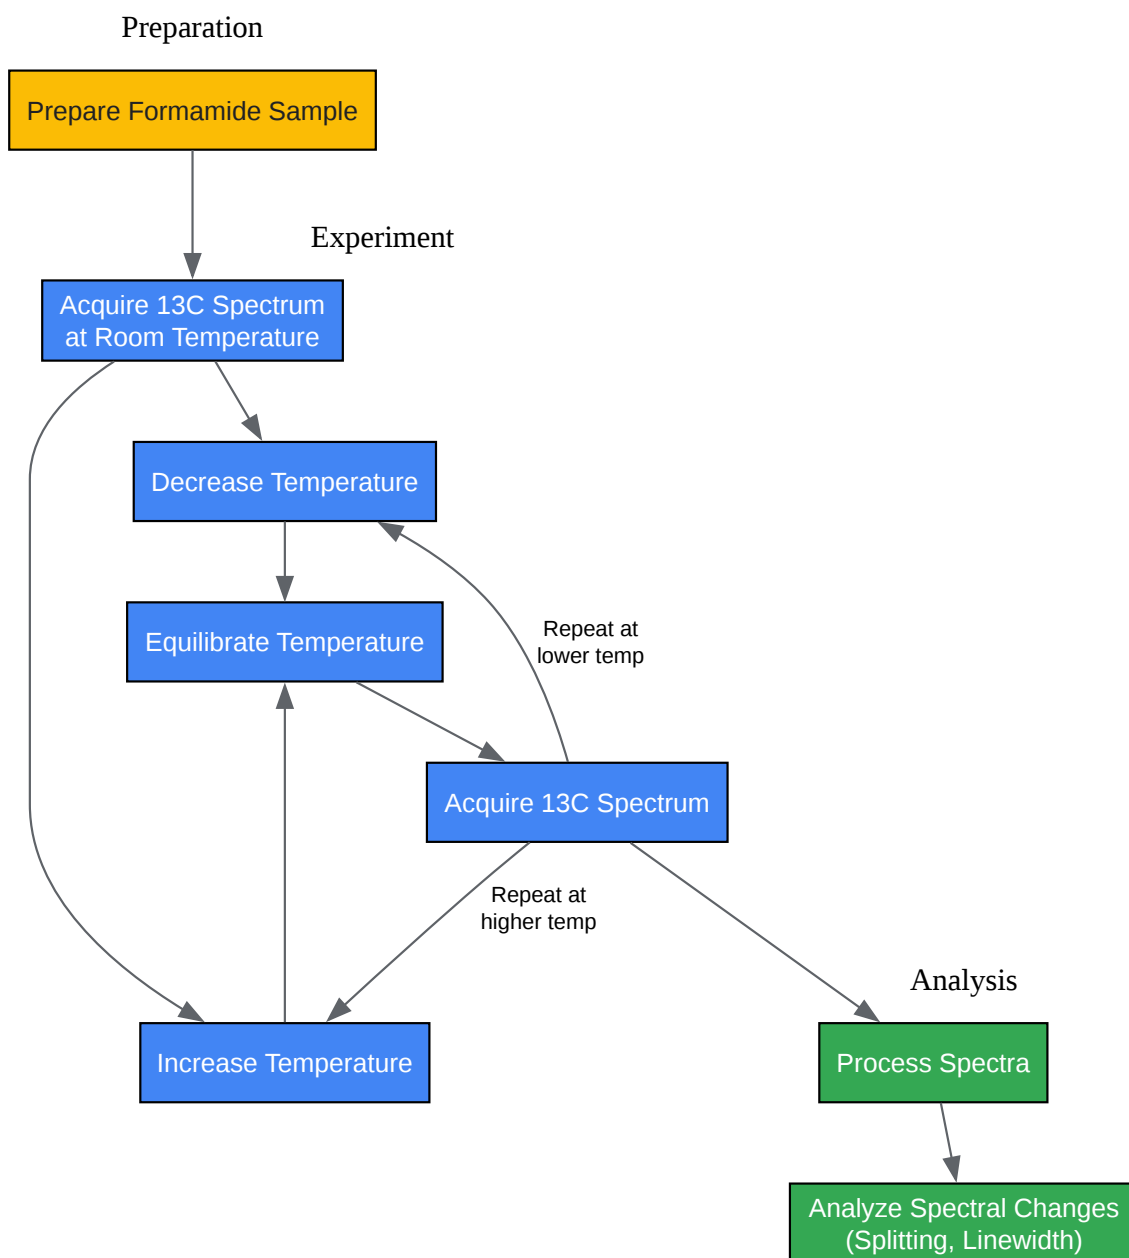 Preparation
Prepare Formamide Sample
Experiment
Acquire 13C Spectrum
at Room Temperature
Decrease Temperature
Equilibrate Temperature
Repeat at
lower temp
Acquire 13C Spectrum
Repeat at
higher temp
Analysis
Increase Temperature
Process Spectra
Analyze Spectral Changes
(Splitting, Linewidth)